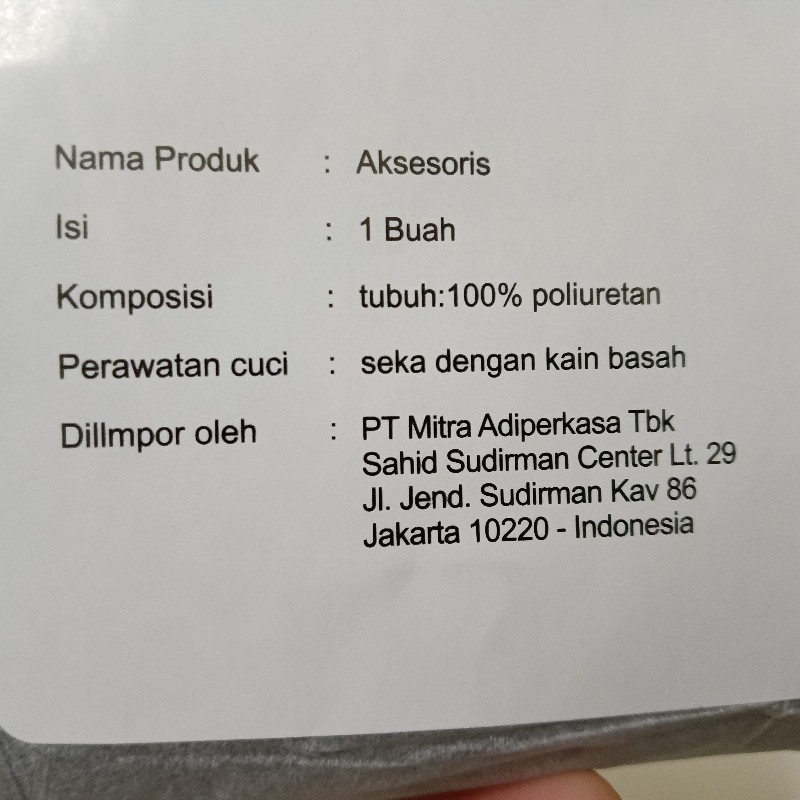 Nama Produk : Aksesoris
Isi : 1 Buah
Komposisi : tubuh:100% poliuretan
Perawatan cuci : seka dengan kain basah
DiIImpor oleh : PT Mitra Adiperkasa Tbk
Sahid Sudirman Center Lt. 29
Jl. Jend. Sudirman Kav 86
Jakarta 10220 - Indonesia